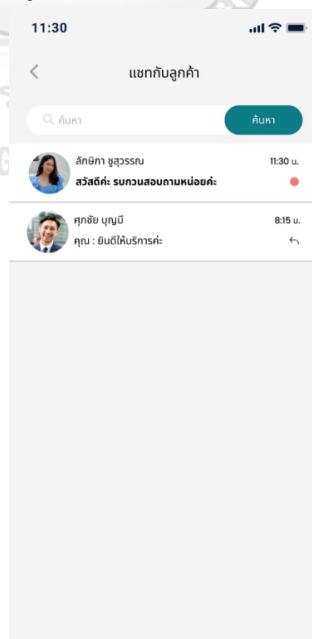 11:30
แชทกับลูกค้า
ค้นหา
ค้นหา
ลักษิกา ชูสุวรรณ
11:30 น.
สวัสดีค่ะ รบกวนสอบถามหน่อยค่ะ
ศุภชัย บุญมี
8:15 น.
คุณ : ยินดีให้บริการค่ะ